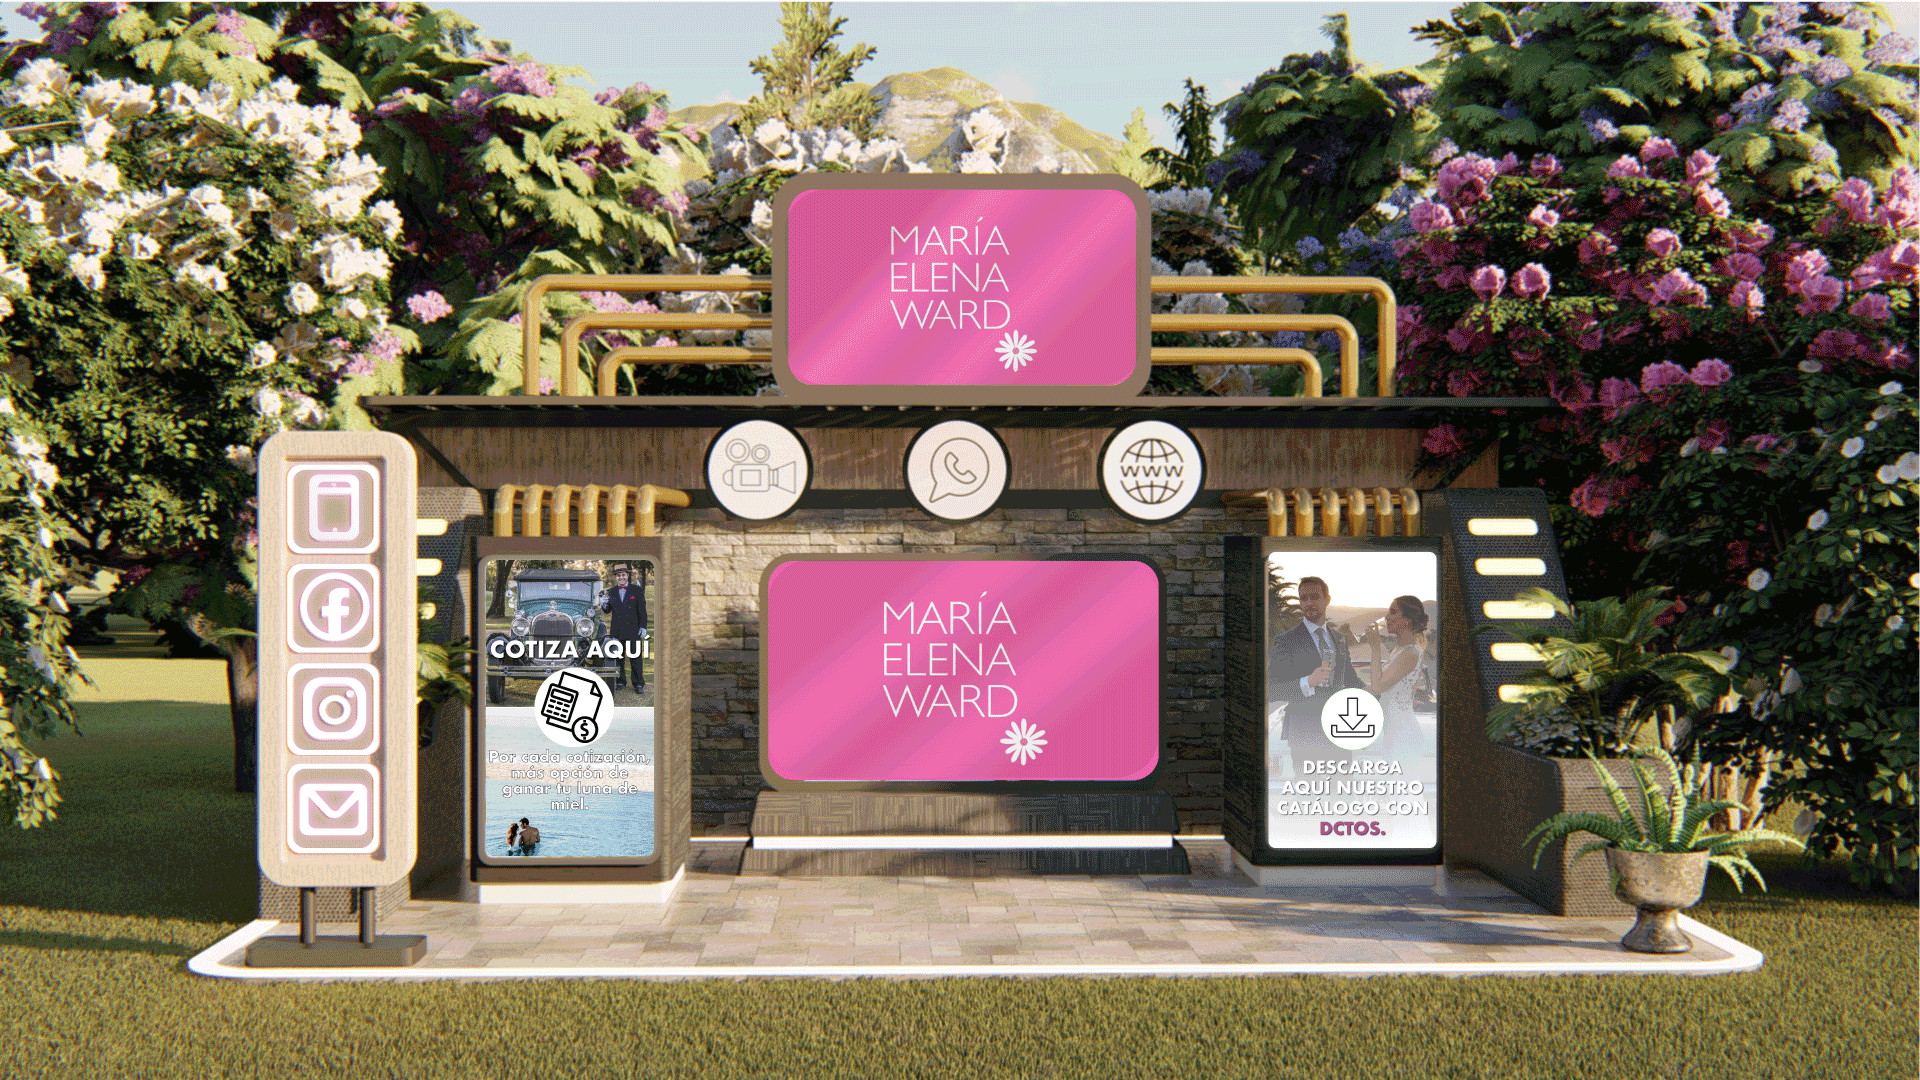 MARÍA
ELENA
WARD
WWW
MARÍA
ELENA
WARD
COTIZA AQUÍ
$
Por cada cotización,
más opción de
ganar tu luna de
miel.
DESCARGA
AQUÍ NUESTRO
CATÁLOGO CON
DCTOS.